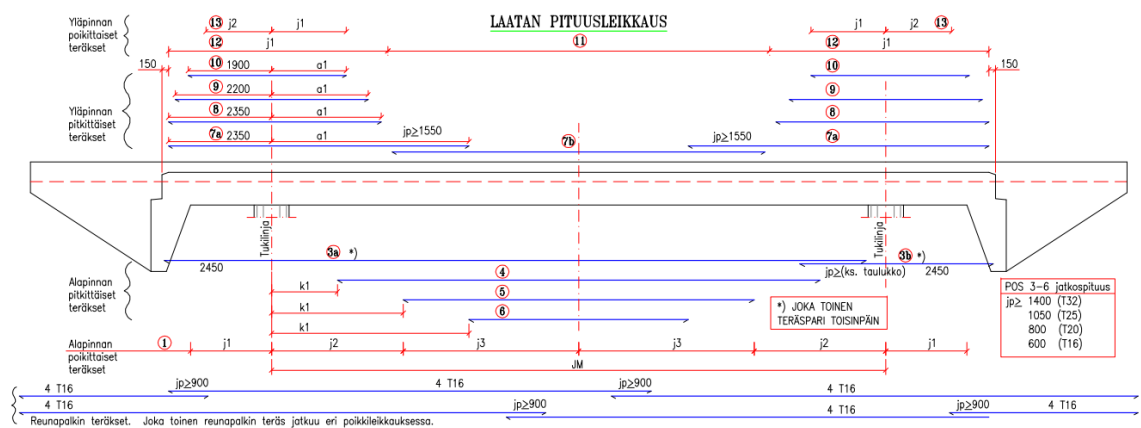 LAATAN PITUUSLEIKKAUS
Yläpinnan poikittaiset teräkset
13 j2 j1 j1 j2 13
12 j1 11 12 j1
150 10 1900 a1 10 150
Yläpinnan pitkittäiset teräkset
9 2200 a1 9
8 2350 a1 8
7a 2350 a1 jp≥1550 7b jp≥1550 7a
Tukilinja Tukilinja
3a *) 3b *)
2450 jp≥(ks. taulukko) 2450
Alapinnan pitkittäiset teräkset
4
k1 5
k1 6
k1
*) JOKA TOINEN
TERÄSPARI TOISINPÄIN
POS 3-6 jatkospituus
jp≥ 1400 (T32)
1050 (T25)
800 (T20)
600 (T16)
Alapinnan poikittaiset teräkset
1 j1 j2 j3 j3 j2 j1
JM
4 T16 jp≥900 4 T16 jp≥900 4 T16
4 T16 jp≥900 4 T16 jp≥900 4 T16
Reunapalkin teräkset. Joka toinen reunapalkin teräs jatkuu eri poikkileikkauksessa.